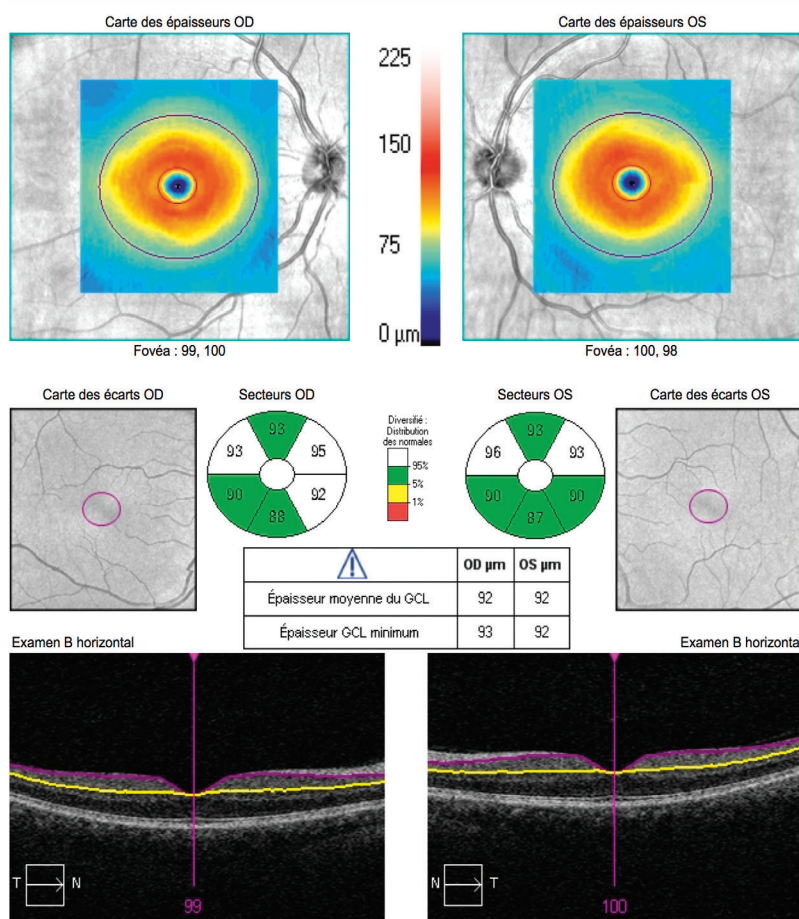 Carte des épaisseurs OD
Carte des épaisseurs OS
225
150
75
0 µm
Fovéa : 99, 100
Fovéa : 100, 98
Carte des écarts OD
Secteurs OD
Secteurs OS
Carte des écarts OS
93
93
95
90
92
88
Diversifié :
Distribution
des normales
95%
5%
1%
93
96
93
90
90
87
OD µm
OS µm
Épaisseur moyenne du GCL
92
92
Épaisseur GCL minimum
93
92
Examen B horizontal
Examen B horizonta
T
N
99
N
T
100